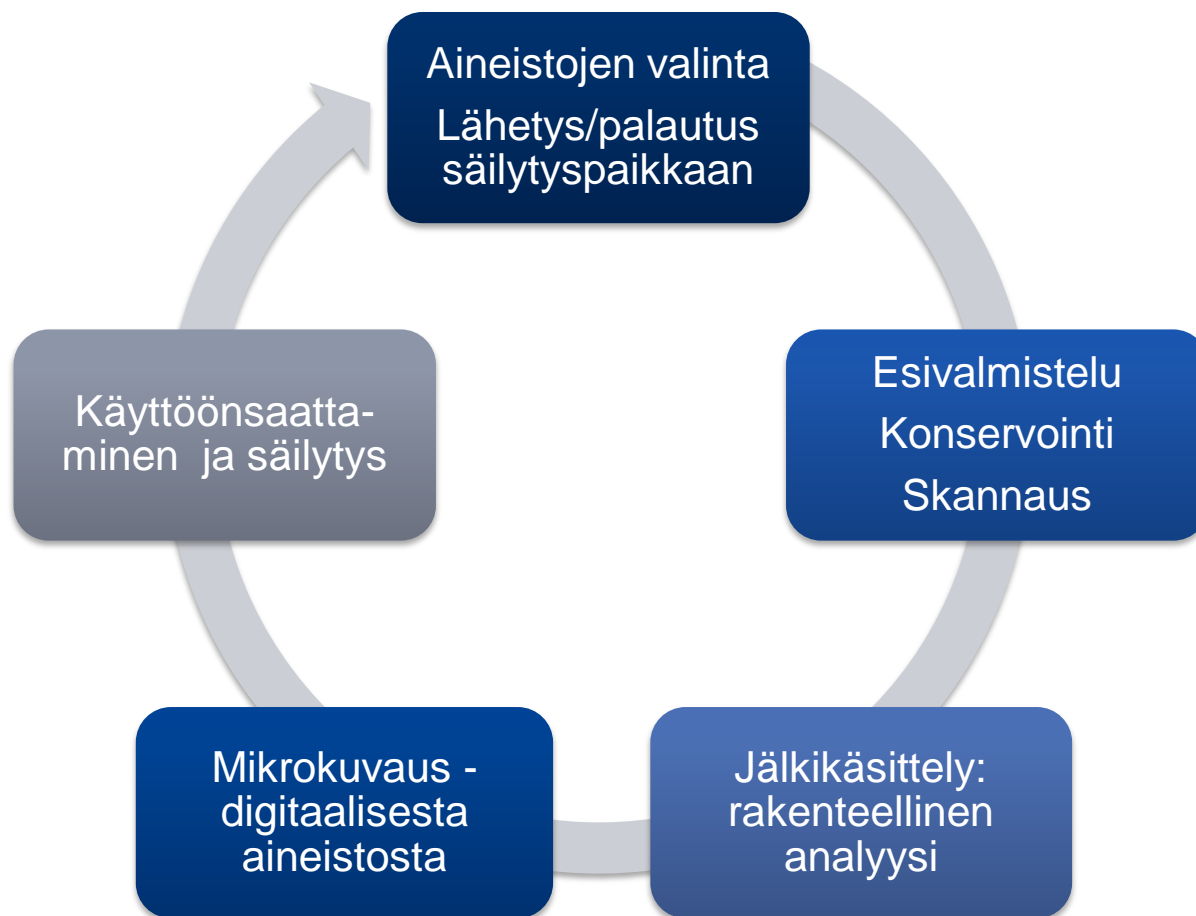 Aineistojen valinta
Lähetys/palautus
säilytyspaikkaan
Esivalmistelu
Konservointi
Skannaus
Jälkikäsittely:
rakenteellinen
analyysi
Mikrokuvaus -
digitaalisesta
aineistosta
Käyttöönsaatta-
minen  ja säilytys